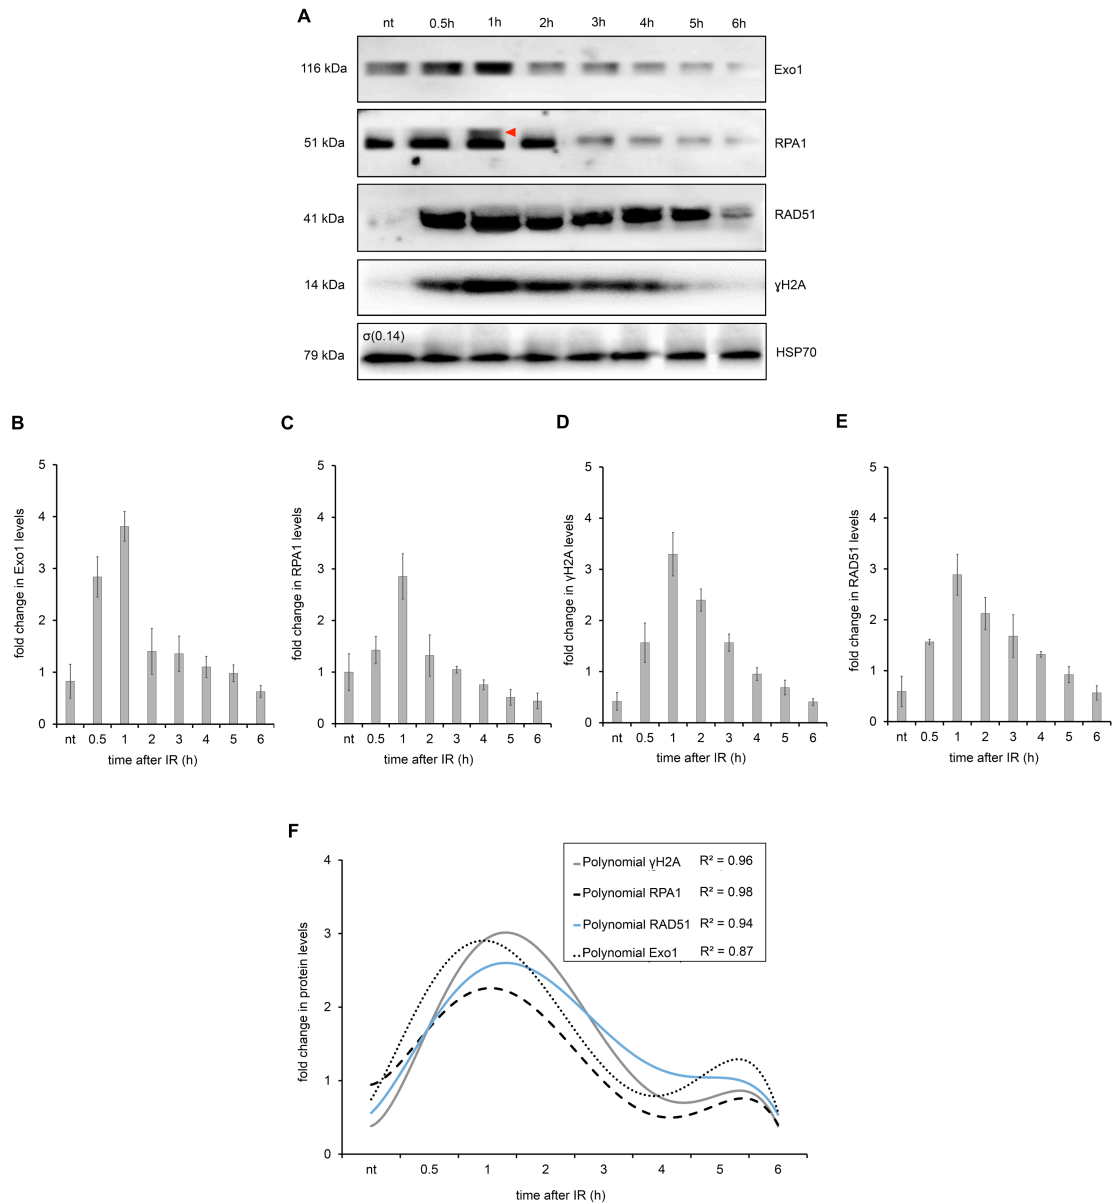 A
nt 0.5h 1h 2h 3h 4h 5h 6h
116 kDa Exo1
51 kDa RPA1
41 kDa RAD51
14 kDa ɣH2A
σ(0.14)
79 kDa HSP70
B
fold change in Exo1 levels
5
4
3
2
1
0
nt 0.5 1 2 3 4 5 6
time after IR (h)
C
fold change in RPA1 levels
5
4
3
2
1
0
nt 0.5 1 2 3 4 5 6
time after IR (h)
D
fold change in γH2A levels
5
4
3
2
1
0
nt 0.5 1 2 3 4 5 6
time after IR (h)
E
fold change in RAD51 levels
5
4
3
2
1
0
nt 0.5 1 2 3 4 5 6
time after IR (h)
F
fold change in protein levels
4
3
2
1
0
nt 0.5 1 2 3 4 5 6
time after IR (h)
Polynomial ɣH2A R² = 0.96
Polynomial RPA1 R² = 0.98
Polynomial RAD51 R² = 0.94
Polynomial Exo1 R² = 0.87